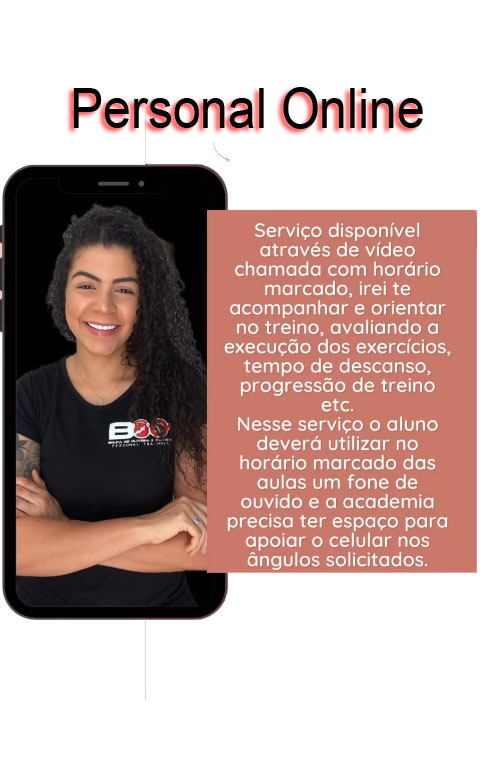 Personal Online
Serviço disponível
através de vídeo
chamada com horário
marcado, irei te
acompanhar e orientar
no treino, avaliando a
execução dos exercícios,
tempo de descanso,
progressão de treino
etc.
Nesse serviço o aluno
deverá utilizar no
horário marcado das
aulas um fone de
ouvido e a academia
precisa ter espaço para
apoiar o celular nos
ângulos solicitados.
PERSONAL TRAINER